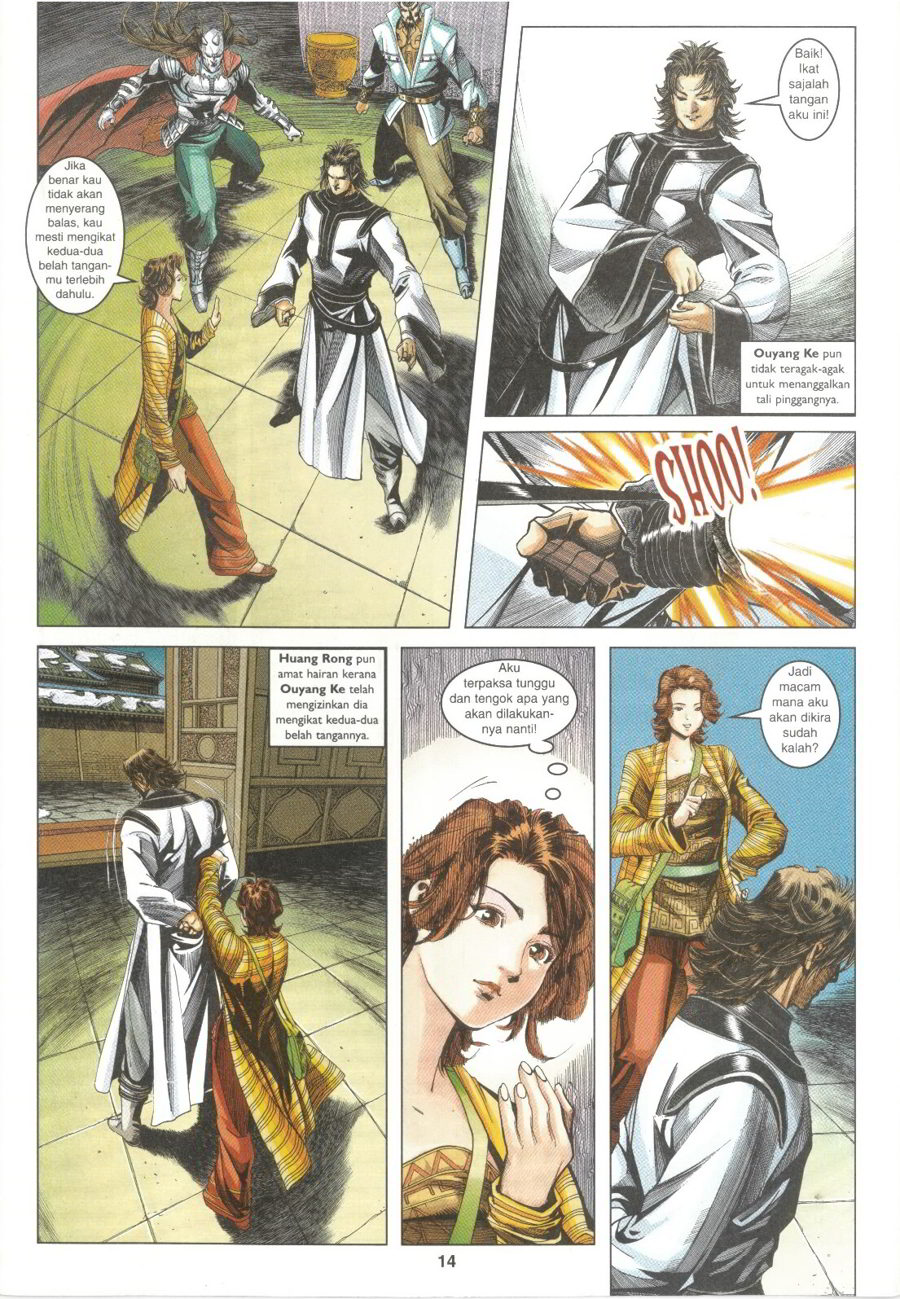 Jika
benar kau
tidak akan
menyerang
balas, kau
mesti mengikat
kedua-dua
belah tangan-
mu terlebih
dahulu.
Baik!
Ikat
sajalah
tangan
aku ini!
Ouyang Ke pun
tidak teragak-agak
untuk menanggalkan
tali pinggangnya.
SHOO!
Huang Rong pun
amat hairan kerana
Ouyang Ke telah
mengizinkan dia
mengikat kedua-dua
belah tangannya.
Aku
terpaksa tunggu
dan tengok apa yang
akan dilakukan-
nya nanti!
Jadi
macam
mana aku
akan dikira
sudah
kalah?
14